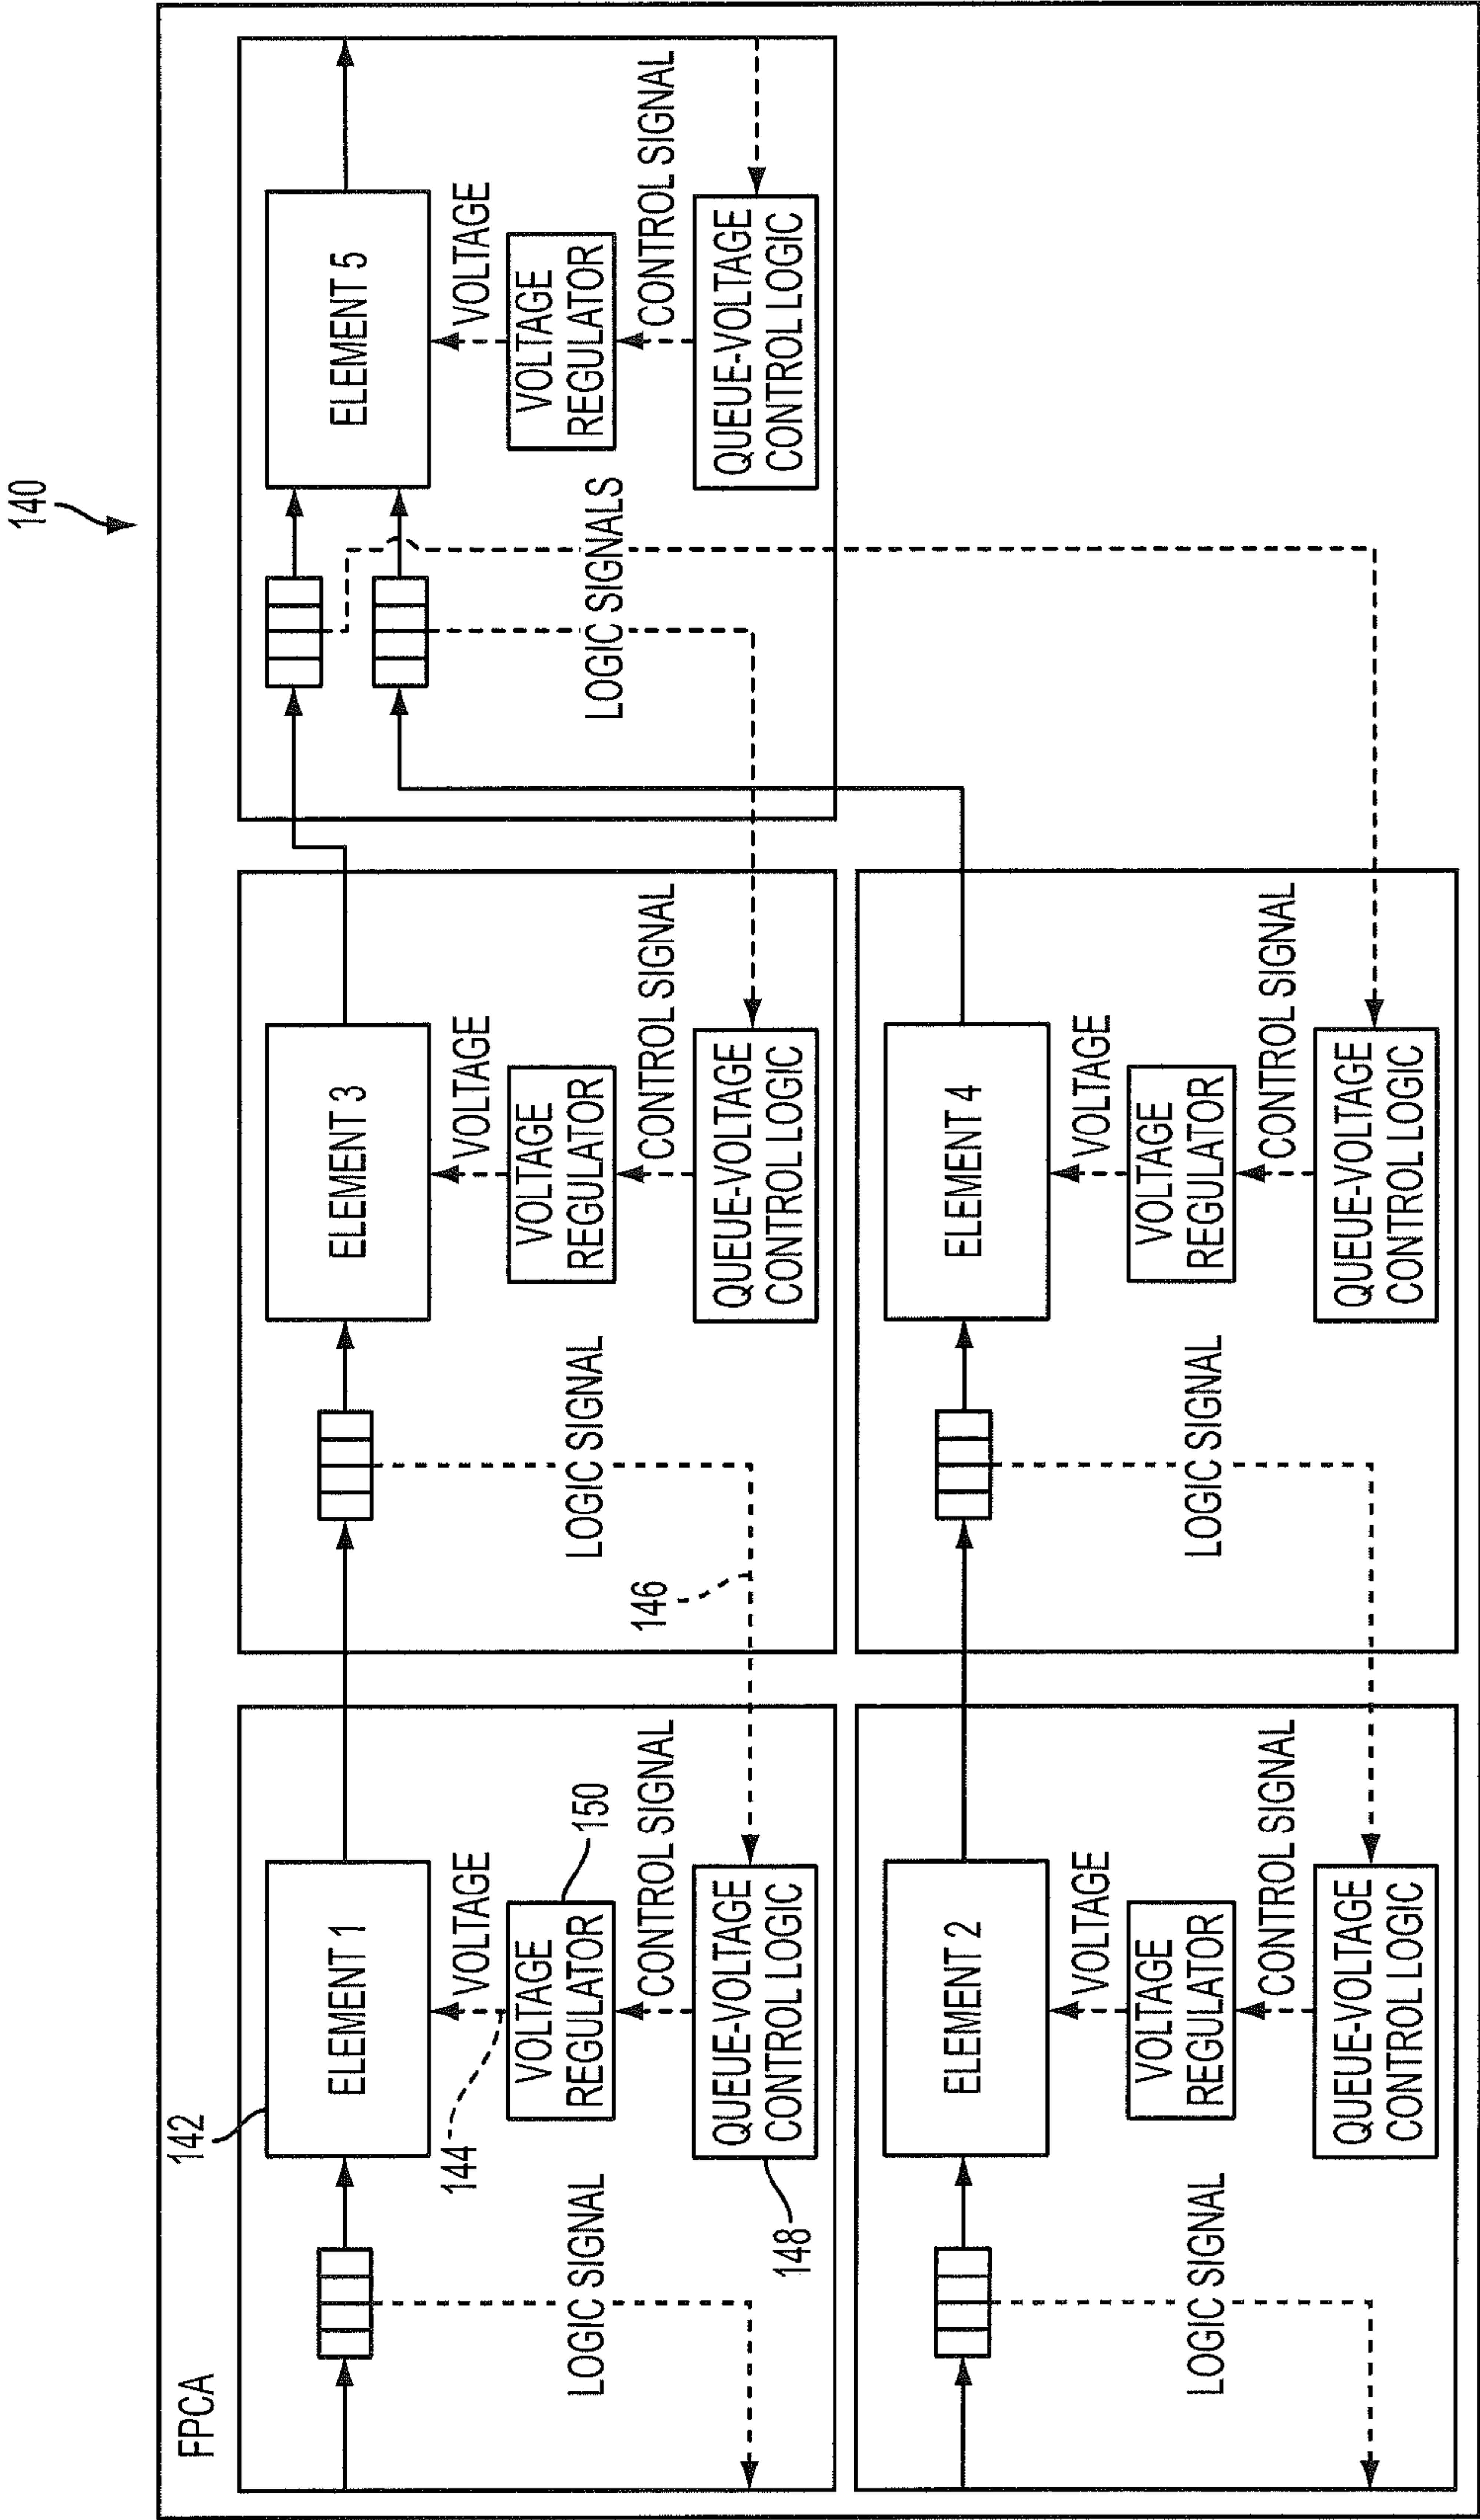 140
FPCA
142
ELEMENT 1
144
VOLTAGE
150
VOLTAGE
REGULATOR
LOGIC SIGNAL
CONTROL SIGNAL
148
QUEUE-VOLTAGE
CONTROL LOGIC
ELEMENT 3
VOLTAGE
VOLTAGE
REGULATOR
LOGIC SIGNAL
CONTROL SIGNAL
146
QUEUE-VOLTAGE
CONTROL LOGIC
ELEMENT 5
VOLTAGE
VOLTAGE
REGULATOR
LOGIC SIGNALS
CONTROL SIGNAL
QUEUE-VOLTAGE
CONTROL LOGIC
ELEMENT 2
VOLTAGE
VOLTAGE
REGULATOR
LOGIC SIGNAL
CONTROL SIGNAL
QUEUE-VOLTAGE
CONTROL LOGIC
ELEMENT 4
VOLTAGE
VOLTAGE
REGULATOR
LOGIC SIGNAL
CONTROL SIGNAL
QUEUE-VOLTAGE
CONTROL LOGIC